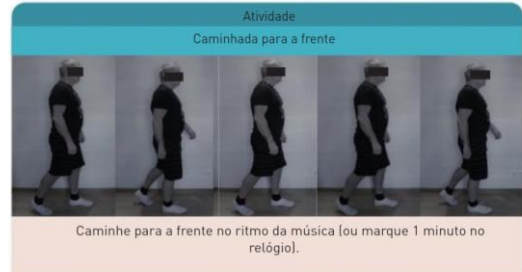 Atividade
Caminhada para a frente
Caminhe para a frente no ritmo da música (ou marque 1 minuto no
relógio).